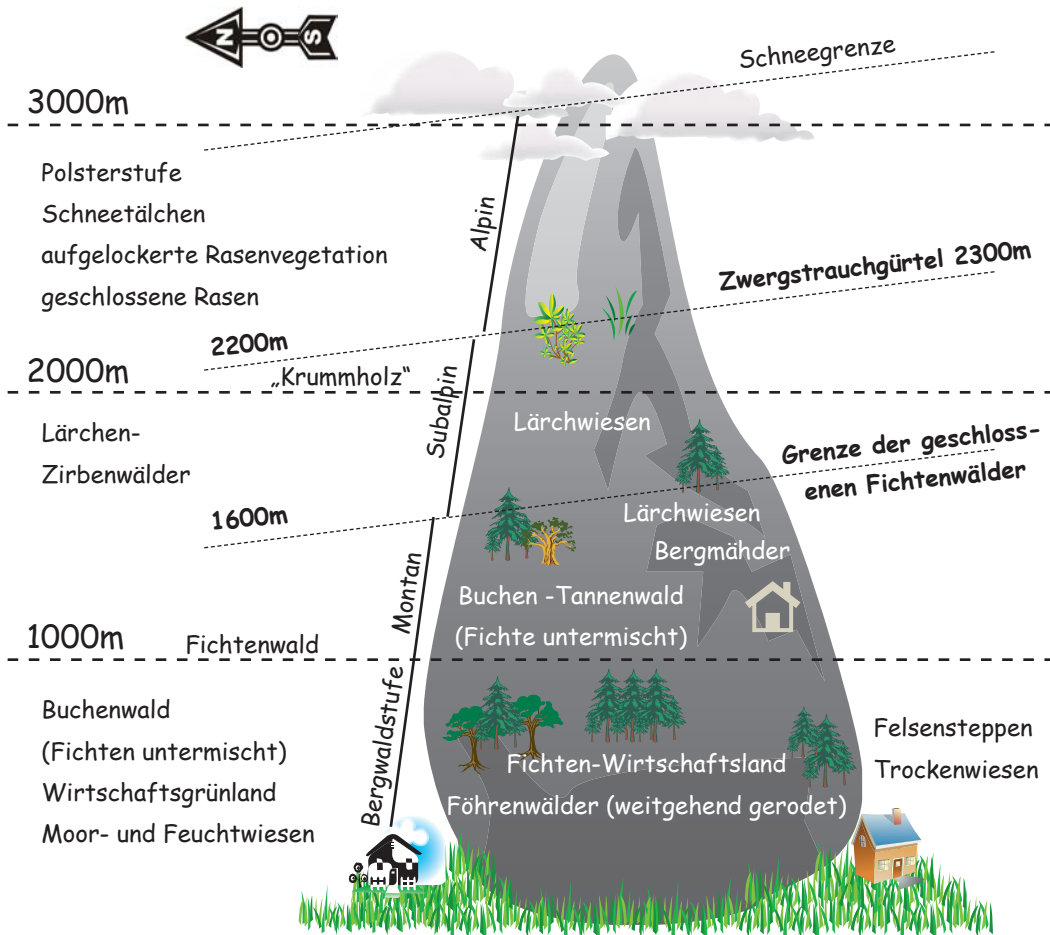 N
S
Schneegrenze
3000m
Polsterstufe
Schneetälchen
aufgelockerte Rasenvegetation
geschlossene Rasen
Alpin
Zwergstrauchgürtel 2300m
2200m
2000m
„Krummholz“
Subalpin
Lärchen-
Zirbenwälder
Lärchwiesen
Grenze der geschloss-
enen Fichtenwälder
1600m
Lärchwiesen
Bergmähder
Montan
Buchen -Tannenwald
(Fichte untermischt)
1000m
Fichtenwald
Bergwaldstufe
Buchenwald
(Fichten untermischt)
Wirtschaftsgrünland
Moor- und Feuchtwiesen
Fichten-Wirtschaftsland
Föhrenwälder (weitgehend gerodet)
Felsensteppen
Trockenwiesen